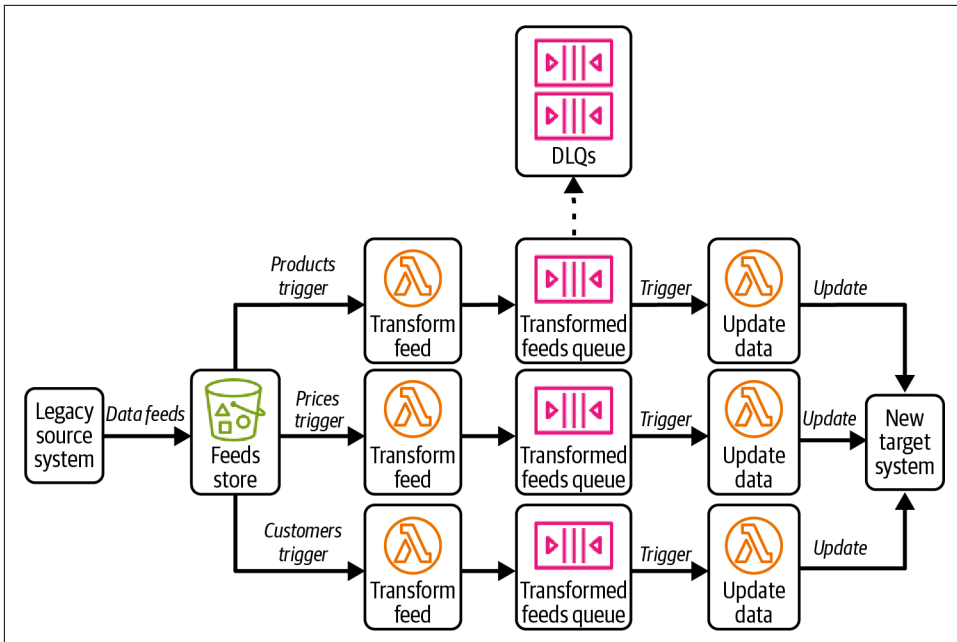 DLQs
Products
trigger
Transform
feed
Transformed
feeds queue
Trigger
Update
data
Update
Legacy
source
system
Data feeds
Feeds
store
Prices
trigger
Transform
feed
Transformed
feeds queue
Trigger
Update
data
Update
New
target
system
Customers
trigger
Transform
feed
Transformed
feeds queue
Trigger
Update
data
Update